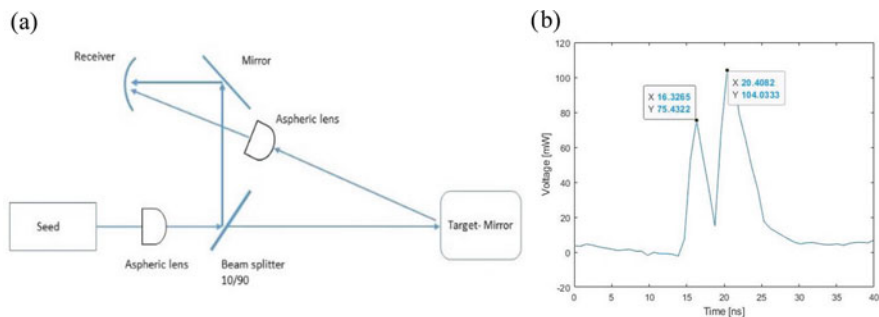 (a)
Receiver
Mirror
Aspheric lens
Seed
Aspheric lens
Beam splitter
10/90
Target- Mirror
(b)
120
100
80
60
40
20
0
-20
Voltage [mW]
X 16.3265
Y 75.4322
X 20.4082
Y 104.0333
0 5 10 15 20 25 30 35 40
Time [ns]